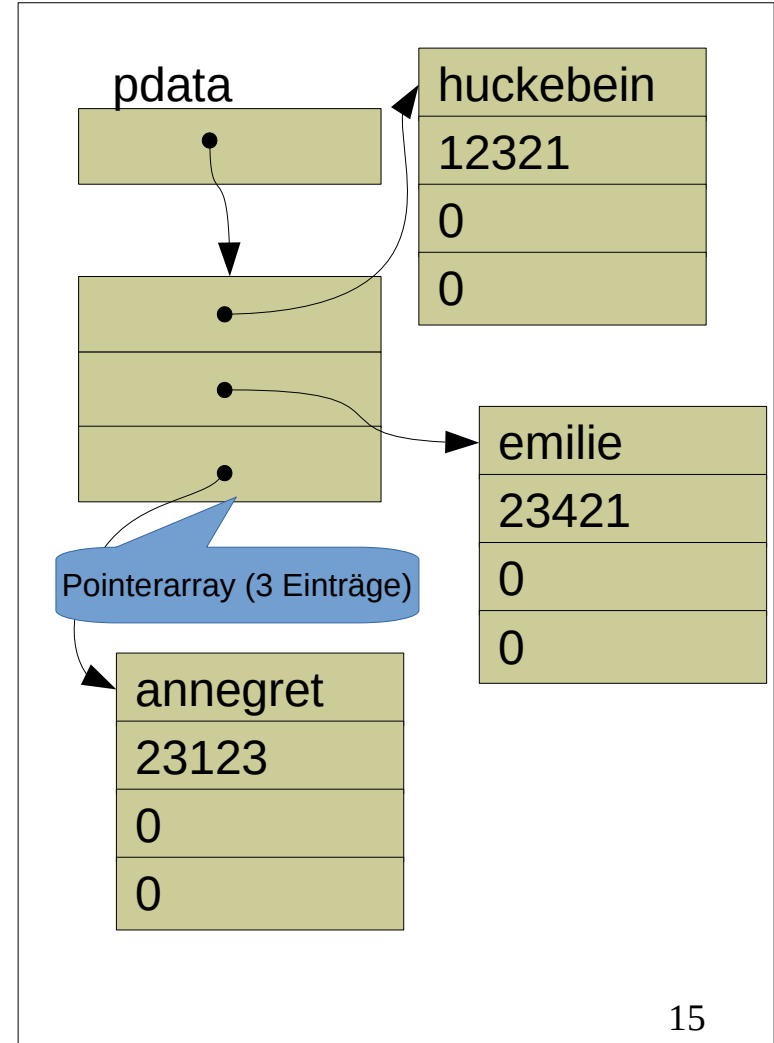 pdata
huckebein
12321
0
0
emilie
23421
0
0
Pointerarray (3 Einträge)
annegret
23123
0
0
15